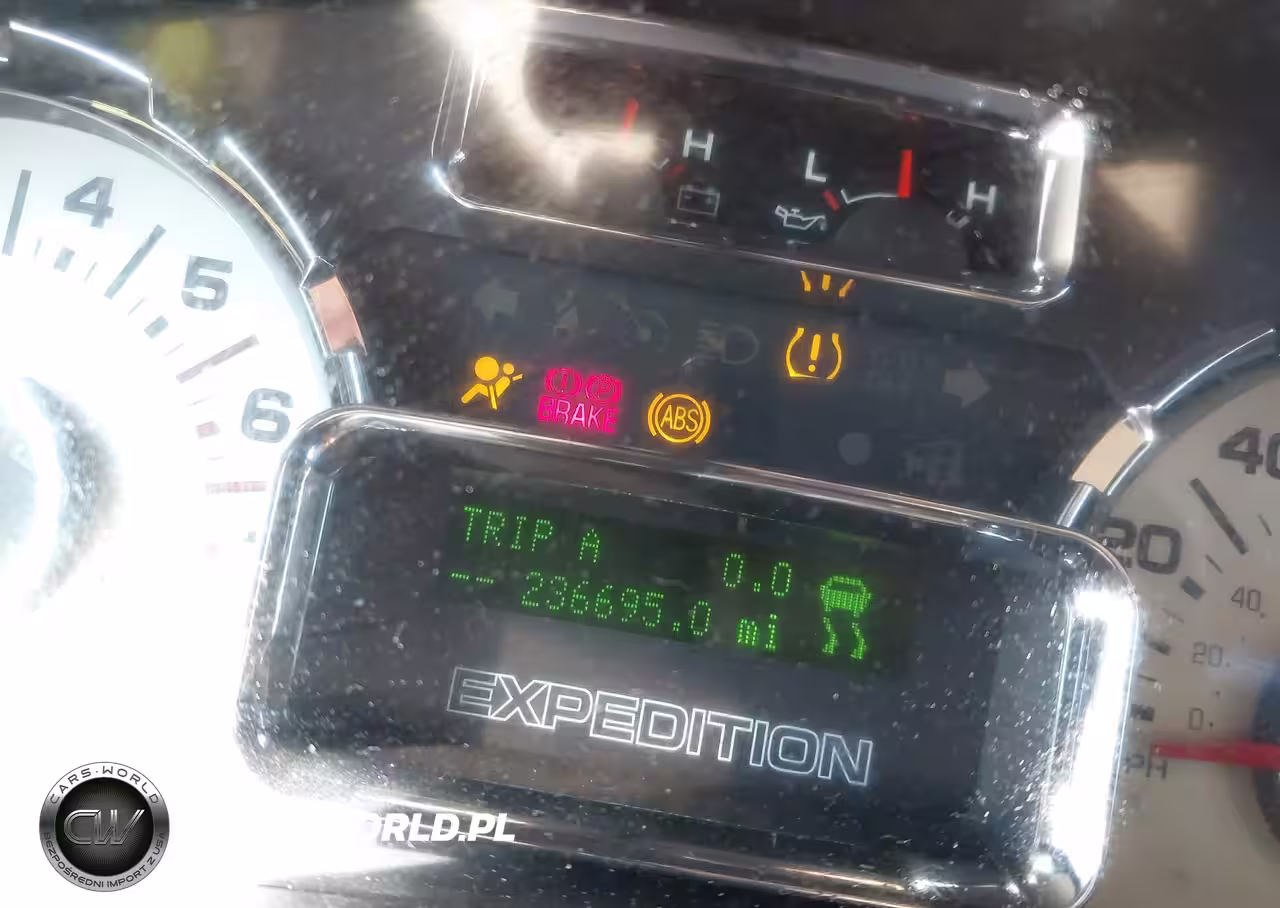 H
L
H
4
5
6
BRAKE
ABS
TRIP A 0.0
-- 236695.0 mi
EXPEDITION
40
20
40
20
0
CARS-WORLD
CW
BEZPOŚREDNI IMPORT Z USA
ORLD.PL